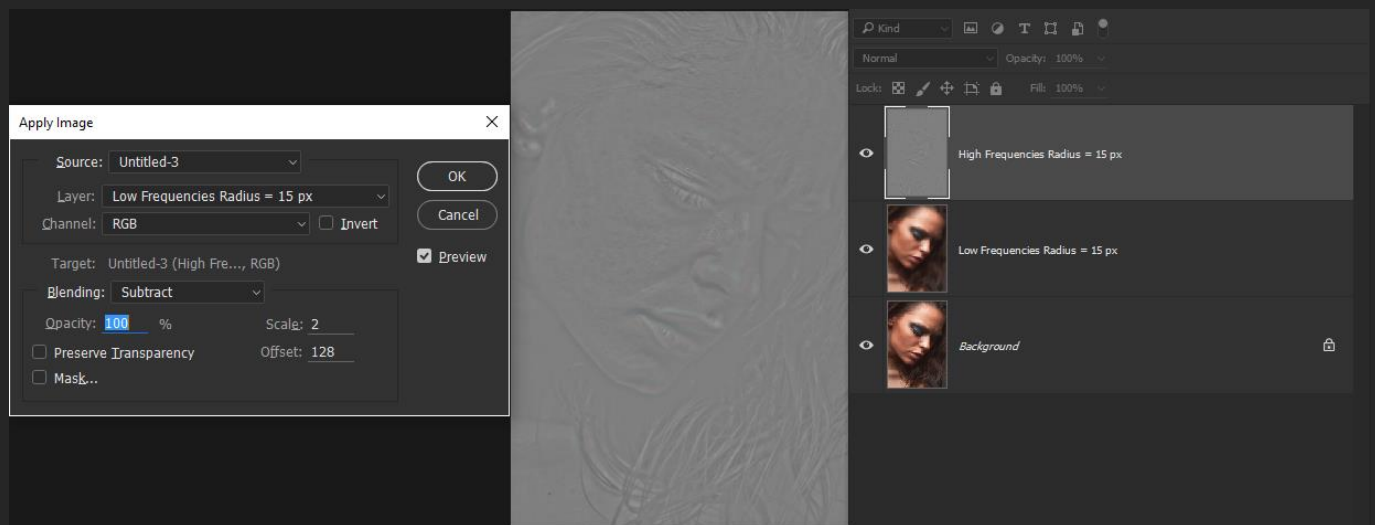 Apply Image
Source: Untitled-3
Layer: Low Frequencies Radius = 15 px
Channel: RGB
Invert
Target: Untitled-3 (High Fre..., RGB)
Blending: Subtract
Opacity: 100 %
Scale: 2
Preserve Transparency
Offset: 128
Mask...
OK
Cancel
Preview
Kind
T
Normal
Opacity: 100%
Lock:
Fill: 100%
High Frequencies Radius = 15 px
Low Frequencies Radius = 15 px
Background